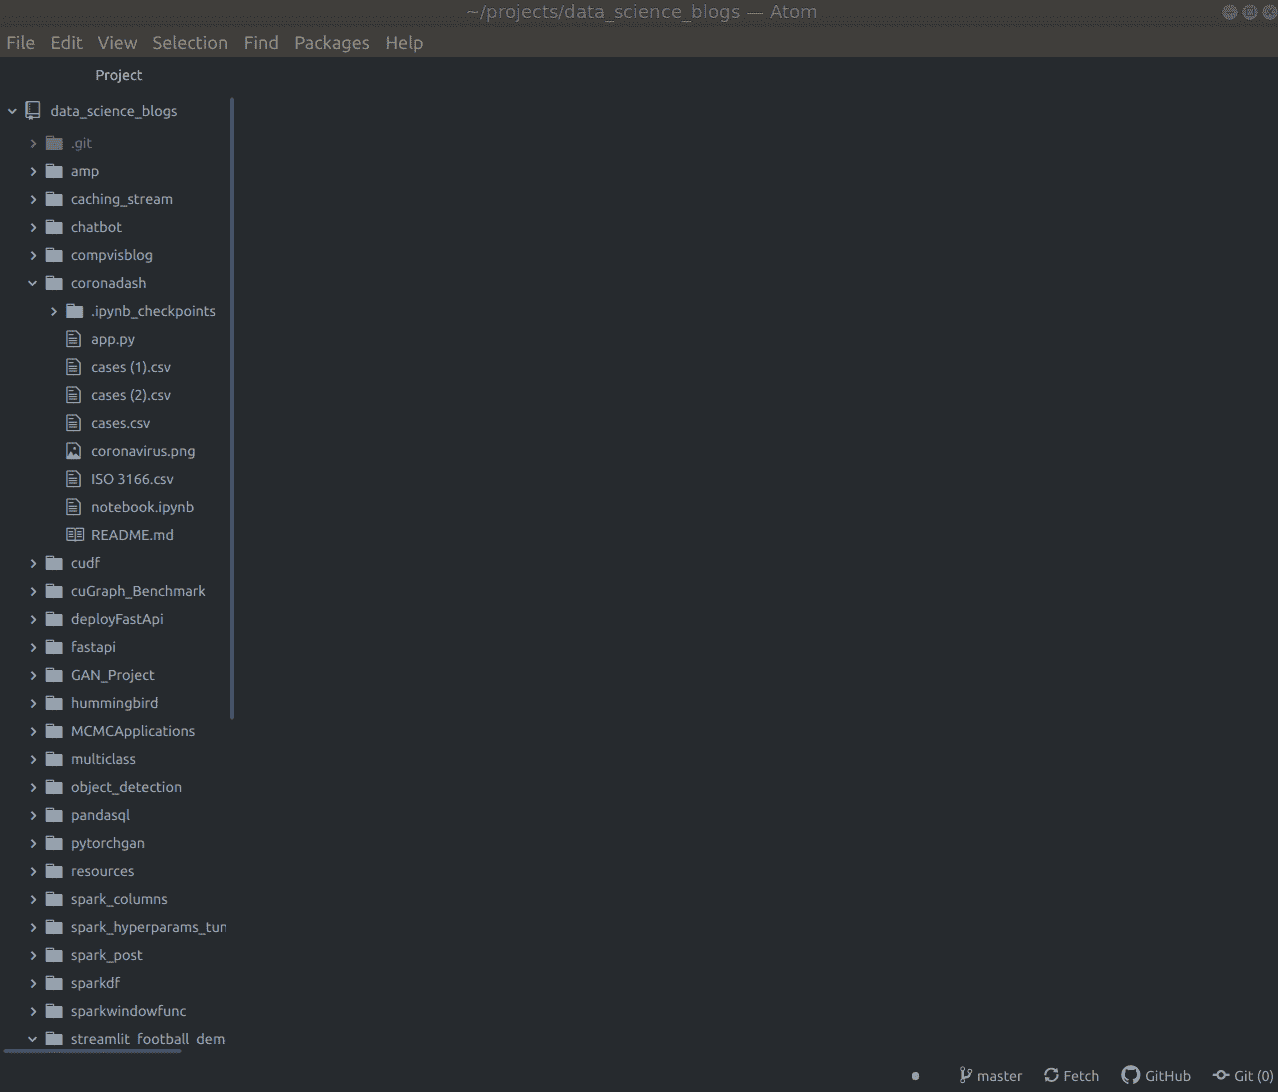 ~/projects/data_science_blogs — Atom
File Edit View Selection Find Packages Help
Project
data_science_blogs
.git
amp
caching_stream
chatbot
compvisblog
coronadash
.ipynb_checkpoints
app.py
cases (1).csv
cases (2).csv
cases.csv
coronavirus.png
ISO 3166.csv
notebook.ipynb
README.md
cudf
cuGraph_Benchmark
deployFastApi
fastapi
GAN_Project
hummingbird
MCMCApplications
multiclass
object_detection
pandasql
pytorchgan
resources
spark_columns
spark_hyperparams_tun
spark_post
sparkdf
sparkwindowfunc
streamlit_football_dem
master Fetch GitHub Git (0)